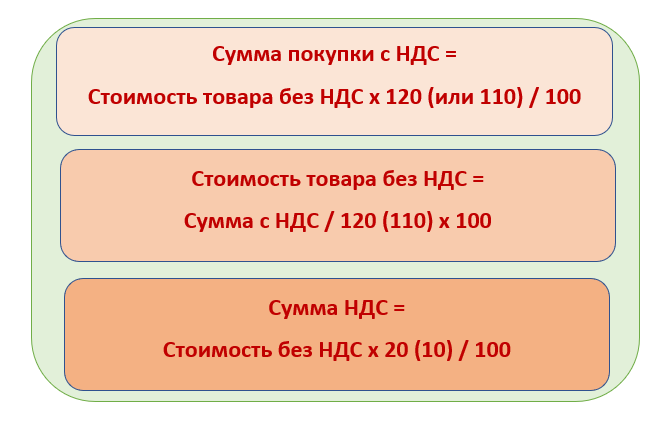 Сумма покупки с НДС =
Стоимость товара без НДС х 120 (или 110) / 100
Стоимость товара без НДС =
Сумма с НДС / 120 (110) х 100
Сумма НДС =
Стоимость без НДС х 20 (10) / 100